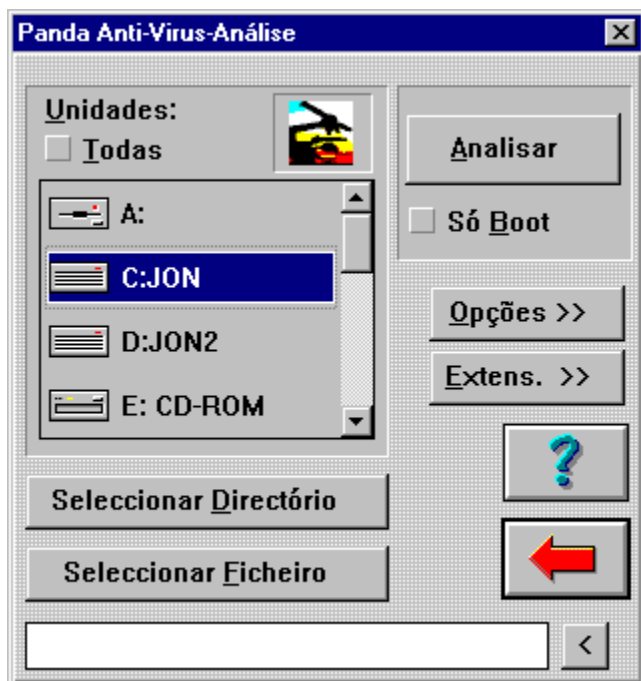 Panda Anti-Virus-Análise
Unidades:
Todas
A:
C:JON
D:JON2
E: CD-ROM
Analisar
Só Boot
Opções >>
Extens. >>
Seleccionar Directório
Seleccionar Ficheiro
?
<